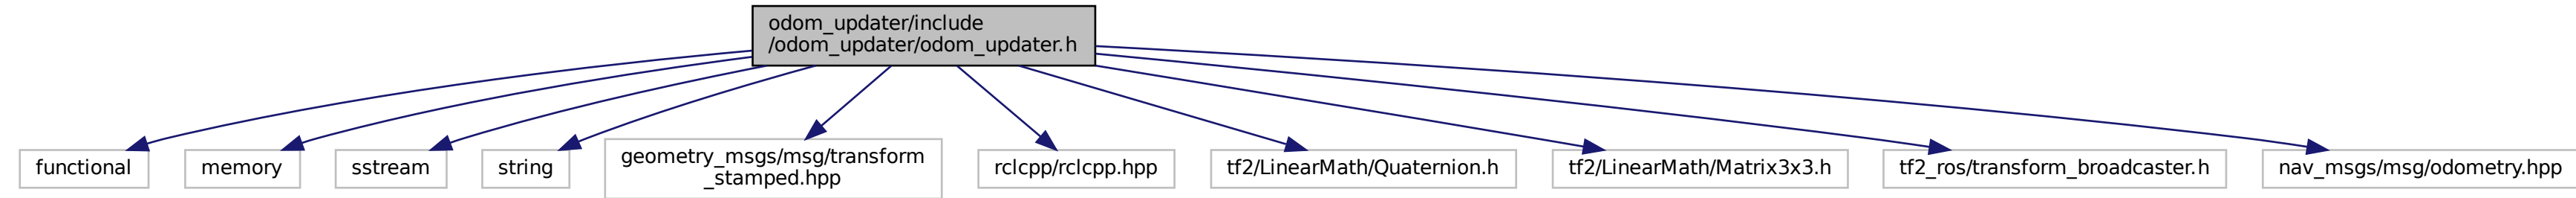 odom_updater/include
/odom_updater/odom_updater.h
functional
memory
sstream
string
geometry_msgs/msg/transform
_stamped.hpp
rclcpp/rclcpp.hpp
tf2/LinearMath/Quaternion.h
tf2/LinearMath/Matrix3x3.h
tf2_ros/transform_broadcaster.h
nav_msgs/msg/odometry.hpp